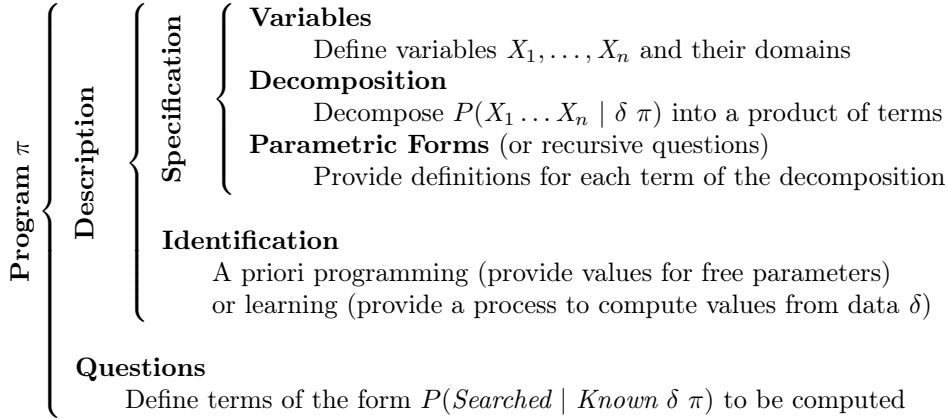 Program π
Description
Specification
Variables
Define variables X₁, . . . , Xₙ and their domains
Decomposition
Decompose P(X₁ . . . Xₙ | δ π) into a product of terms
Parametric Forms (or recursive questions)
Provide definitions for each term of the decomposition
Identification
A priori programming (provide values for free parameters)
or learning (provide a process to compute values from data δ)
Questions
Define terms of the form P(Searched | Known δ π) to be computed